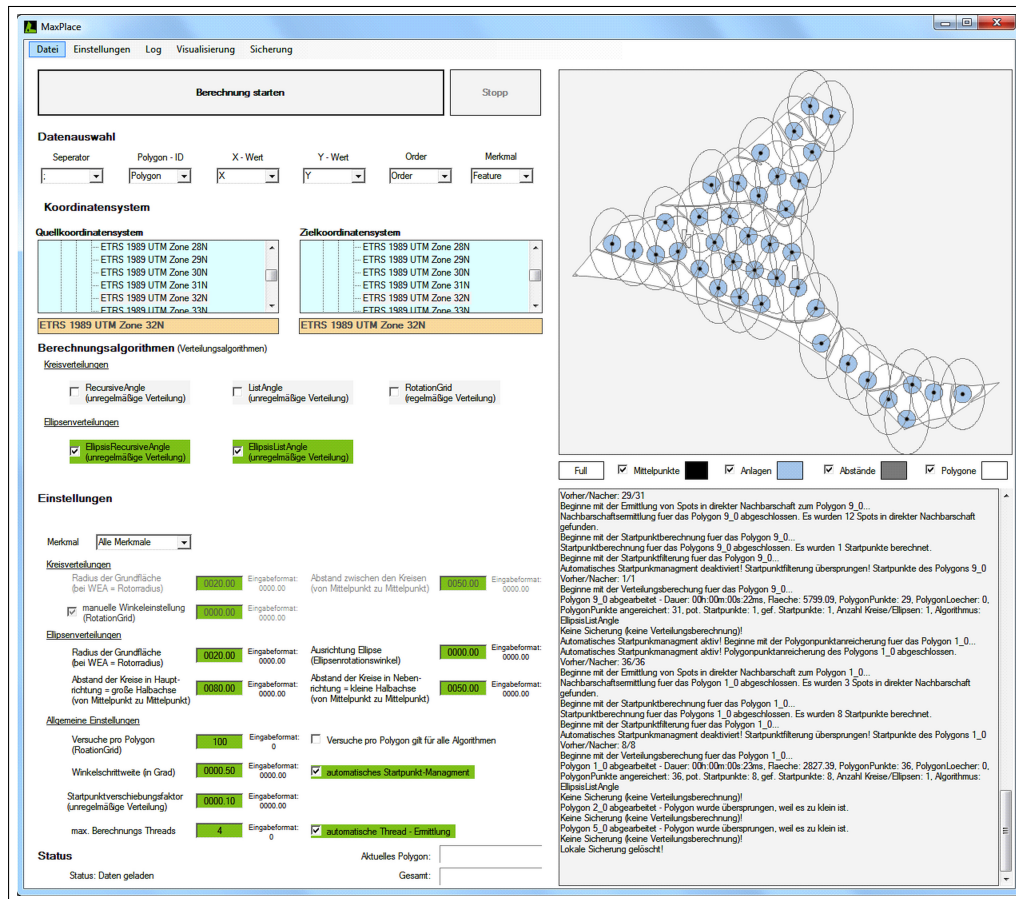 MaxPlace
Datei Einstellungen Log Visualisierung Sicherung
Berechnung starten
Stopp
Datenauswahl
Seperator Polygon - ID X - Wert Y - Wert Order Merkmal
; Polygon X Y Order Feature
Koordinatensystem
Quellkoordinatensystem
ETRS 1989 UTM Zone 28N
ETRS 1989 UTM Zone 29N
ETRS 1989 UTM Zone 30N
ETRS 1989 UTM Zone 31N
ETRS 1989 UTM Zone 32N
ETRS 1989 UTM Zone 33N
ETRS 1989 UTM Zone 32N
Zielkoordinatensystem
ETRS 1989 UTM Zone 28N
ETRS 1989 UTM Zone 29N
ETRS 1989 UTM Zone 30N
ETRS 1989 UTM Zone 31N
ETRS 1989 UTM Zone 32N
ETRS 1989 UTM Zone 33N
ETRS 1989 UTM Zone 32N
Berechnungsalgorithmen (Verteilungsalgorithmen)
Kreisverteilungen
RecursiveAngle
(unregelmäßige Verteilung)
ListAngle
(unregelmäßige Verteilung)
RotationGrid
(regelmäßige Verteilung)
Ellipsenverteilungen
EllipsisRecursiveAngle
(unregelmäßige Verteilung)
EllipsisListAngle
(unregelmäßige Verteilung)
Einstellungen
Merkmal Alle Merkmale
Kreisverteilungen
Radius der Grundfläche
(bei WEA = Rotorradius)
0020.00
Eingabeformat:
0000.00
Abstand zwischen den Kreisen
(von Mittelpunkt zu Mittelpunkt)
0050.00
Eingabeformat:
0000.00
manuelle Winkeleinstellung
(RotationGrid)
0000.00
Eingabeformat:
0000.00
Ellipsenverteilungen
Radius der Grundfläche
(bei WEA = Rotorradius)
0020.00
Eingabeformat:
0000.00
Ausrichtung Ellipse
(Ellipsenrotationswinkel)
0000.00
Eingabeformat:
0000.00
Abstand der Kreise in Haupt-
richtung = große Halbachse
(von Mittelpunkt zu Mittelpunkt)
0080.00
Eingabeformat:
0000.00
Abstand der Kreise in Neben-
richtung = kleine Halbachse
(von Mittelpunkt zu Mittelpunkt)
0050.00
Eingabeformat:
0000.00
Allgemeine Einstellungen
Versuche pro Polygon
(RoationGrid)
100
Eingabeformat:
0
Versuche pro Polygon gilt für alle Algorithmen
Winkelschrittweite (in Grad)
0000.50
Eingabeformat:
0000.00
automatisches Startpunkt-Managment
Startpunktverschiebungsfaktor
(unregelmäßige Verteilung)
0000.10
Eingabeformat:
0000.00
max. Berechnungs Threads
4
Eingabeformat:
0
automatische Thread - Ermittlung
Status
Status: Daten geladen
Aktuelles Polygon:
Gesamt:
Full Mittelpunkte Anlagen Abstände Polygone
Vorher/Nacher: 29/31
Beginne mit der Ermittlung von Spots in direkter Nachbarschaft zum Polygon 9_0...
Nachbarschaftsermittlung fuer das Polygon 9_0 abgeschlossen. Es wurden 12 Spots in direkter Nachbarschaft
gefunden.
Beginne mit der Startpunktberechnung fuer das Polygon 9_0...
Startpunktberechnung fuer das Polygons 9_0 abgeschlossen. Es wurden 1 Startpunkte berechnet.
Beginne mit der Startpunktfilterung fuer das Polygon 9_0...
Automatisches Startpunkmanagment deaktiviert! Startpunktfilterung übersprungen! Startpunkte des Polygons 9_0
Vorher/Nacher: 1/1
Beginne mit der Verteilungsberechung fuer das Polygon 9_0...
Polygon 9_0 abgearbeitet - Dauer: 00h:00m:00s:22ms, Flaeche: 5799.09, PolygonPunkte: 29, PolygonLoecher: 0,
PolygonPunkte angereichert: 31, pot. Startpunkte: 1, gef. Startpunkte: 1, Anzahl Kreise/Ellipsen: 1, Algorithmus:
EllipsisListAngle
Keine Sicherung (keine Verteilungsberechnung)!
Automatisches Startpunkmanagment aktiv! Beginne mit der Polygonpunktanreicherung fuer das Polygon 1_0...
Automatisches Startpunkmanagment aktiv! Polygonpunktanreicherung des Polygons 1_0 abgeschlossen.
Vorher/Nacher: 36/36
Beginne mit der Ermittlung von Spots in direkter Nachbarschaft zum Polygon 1_0...
Nachbarschaftsermittlung fuer das Polygon 1_0 abgeschlossen. Es wurden 3 Spots in direkter Nachbarschaft
gefunden.
Beginne mit der Startpunktberechnung fuer das Polygon 1_0...
Startpunktberechnung fuer das Polygons 1_0 abgeschlossen. Es wurden 8 Startpunkte berechnet.
Beginne mit der Startpunktfilterung fuer das Polygon 1_0...
Automatisches Startpunkmanagment deaktiviert! Startpunktfilterung übersprungen! Startpunkte des Polygons 1_0
Vorher/Nacher: 8/8
Beginne mit der Verteilungsberechung fuer das Polygon 1_0...
Polygon 1_0 abgearbeitet - Dauer: 00h:00m:00s:23ms, Flaeche: 2827.39, PolygonPunkte: 36, PolygonLoecher: 0,
PolygonPunkte angereichert: 36, pot. Startpunkte: 8, gef. Startpunkte: 8, Anzahl Kreise/Ellipsen: 1, Algorithmus:
EllipsisListAngle
Keine Sicherung (keine Verteilungsberechnung)!
Keine Sicherung (keine Verteilungsberechnung)!
Polygon 2_0 abgearbeitet - Polygon wurde übersprungen, weil es zu klein ist.
Keine Sicherung (keine Verteilungsberechnung)!
Polygon 5_0 abgearbeitet - Polygon wurde übersprungen, weil es zu klein ist.
Keine Sicherung (keine Verteilungsberechnung)!
Lokale Sicherung gelöscht!